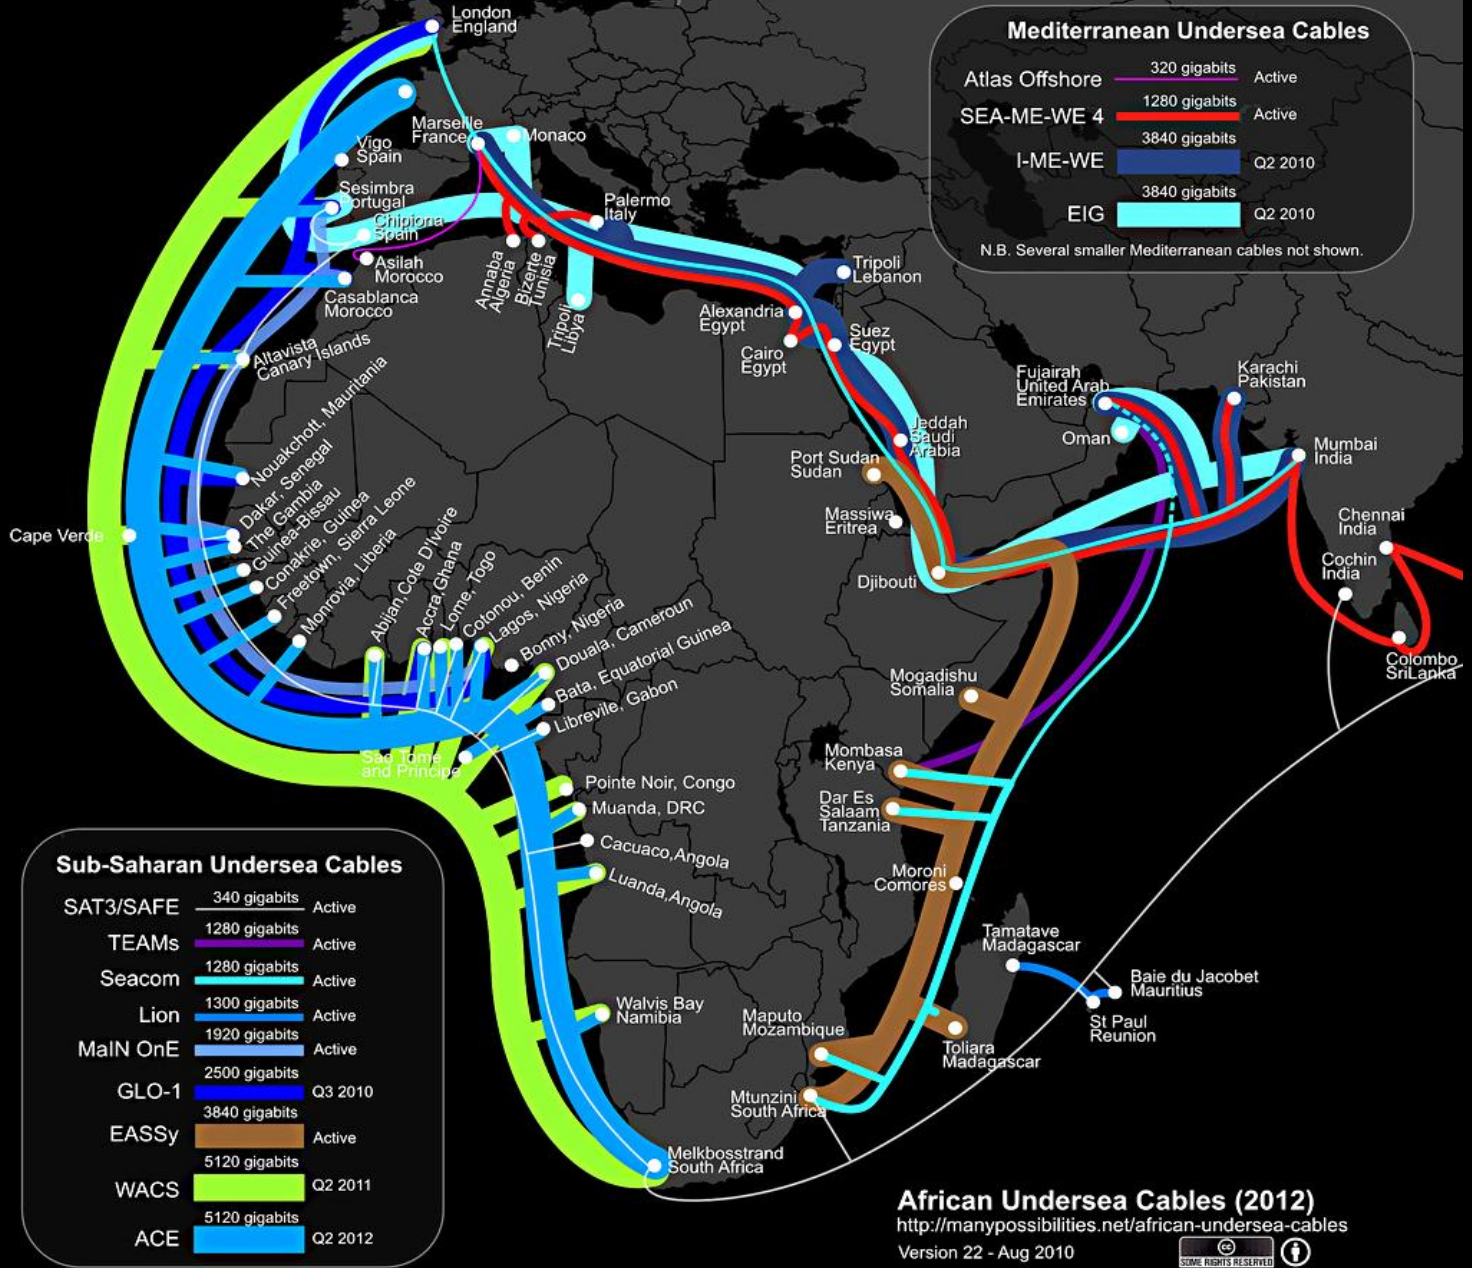 London
England
Vigo
Spain
Marseille
France
Monaco
Sesimbra
Portugal
Chipiona
Spain
Asilah
Morocco
Casablanca
Morocco
Annaba
Algeria
Bizerte
Tunisia
Palermo
Italy
Tripoli
Libya
Tripoli
Lebanon
Alexandria
Egypt
Cairo
Egypt
Suez
Egypt
Altavista
Canary Islands
Nouakchott, Mauritania
Dakar, Senegal
The Gambia
Guinea-Bissau
Conakrie, Guinea
Freetown, Sierra Leone
Monrovia, Liberia
Cape Verde
Abijan, Cote D'Ivoire
Accra Ghana
Lome, Togo
Cotonou, Benin
Lagos, Nigeria
Bonny, Nigeria
Douala, Cameroun
Bata, Equatorial Guinea
Librevile, Gabon
Sao Tome
and Principe
Pointe Noir, Congo
Muanda, DRC
Cacuaco,Angola
Luanda,Angola
Walvis Bay
Namibia
Melkbosstrand
South Africa
Jeddah
Saudi
Arabia
Port Sudan
Sudan
Massiwa
Eritrea
Djibouti
Fujairah
United Arab
Emirates
Oman
Karachi
Pakistan
Mumbai
India
Chennai
India
Cochin
India
Colombo
SriLanka
Mogadishu
Somalia
Mombasa
Kenya
Dar Es
Salaam
Tanzania
Moroni
Comores
Tamatave
Madagascar
Baie du Jacobet
Mauritius
St Paul
Reunion
Toliara
Madagascar
Maputo
Mozambique
Mtunzini
South Africa
Mediterranean Undersea Cables
Atlas Offshore 320 gigabits Active
SEA-ME-WE 4 1280 gigabits Active
I-ME-WE 3840 gigabits Q2 2010
EIG 3840 gigabits Q2 2010
N.B. Several smaller Mediterranean cables not shown.
Sub-Saharan Undersea Cables
SAT3/SAFE 340 gigabits Active
TEAMs 1280 gigabits Active
Seacom 1280 gigabits Active
Lion 1300 gigabits Active
MaIN OnE 1920 gigabits Active
GLO-1 2500 gigabits Q3 2010
EASSy 3840 gigabits Active
WACS 5120 gigabits Q2 2011
ACE 5120 gigabits Q2 2012
African Undersea Cables (2012)
http://manypossibilities.net/african-undersea-cables
Version 22 - Aug 2010
cc
SOME RIGHTS RESERVED